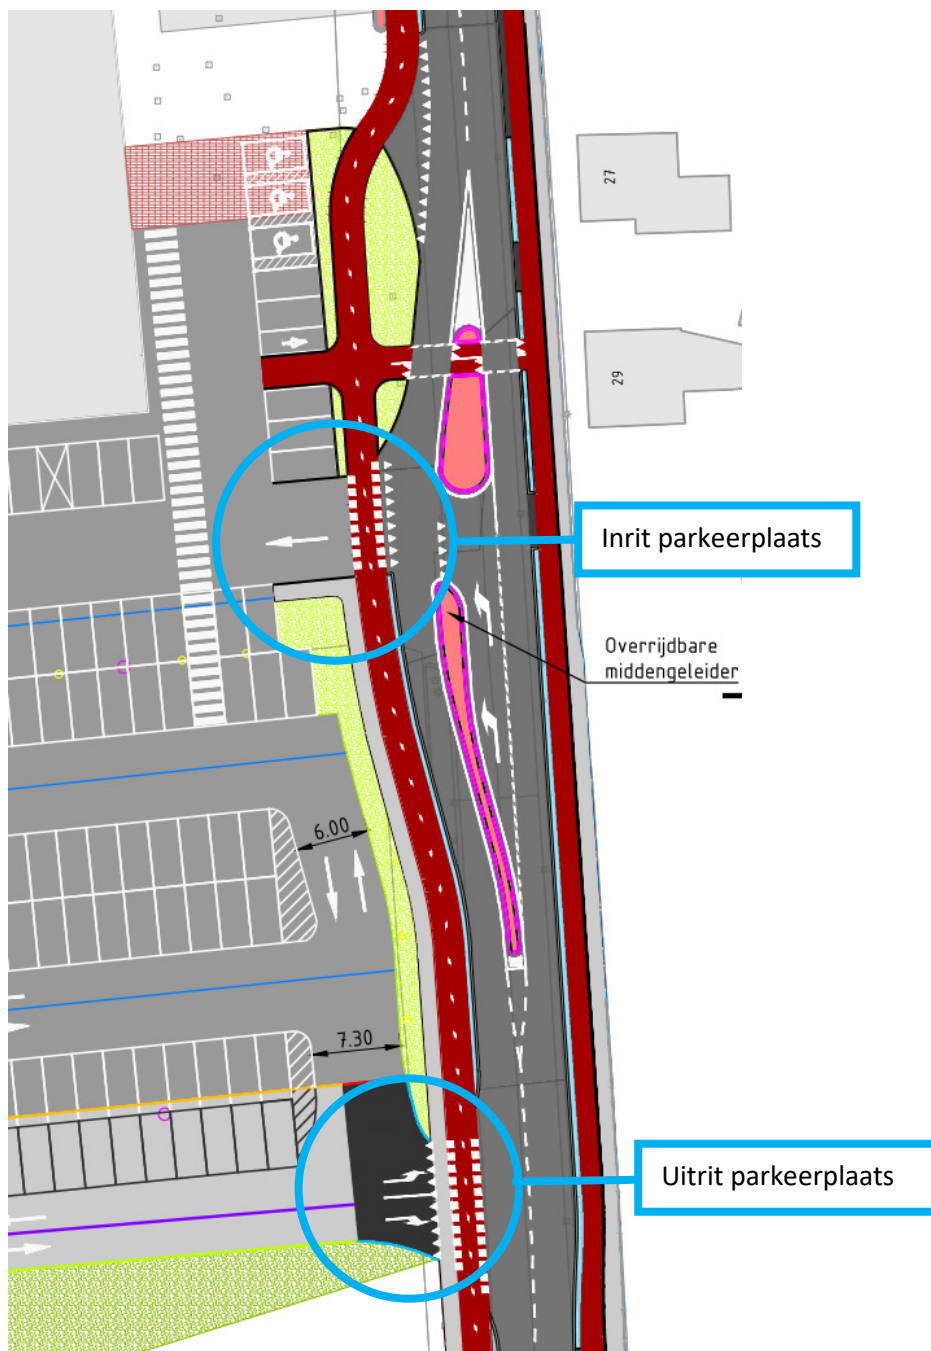 27
29
Inrit parkeerplaats
Overrijdbare
middengeleider
6.00
7.30
Uitrit parkeerplaats